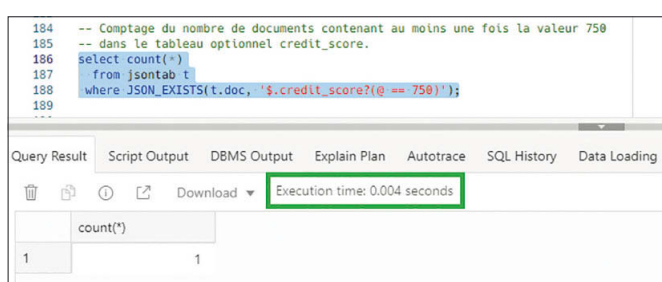 184 -- Comptage du nombre de documents contenant au moins une fois la valeur 750
185 -- dans le tableau optionnel credit_score.
186 select count(*)
187 from jsontab t
188 where JSON_EXISTS(t.doc, '$.credit_score?(@ == 750)');
189
Query Result Script Output DBMS Output Explain Plan Autotrace SQL History Data Loading
Download Execution time: 0.004 seconds
count(*)
1 1